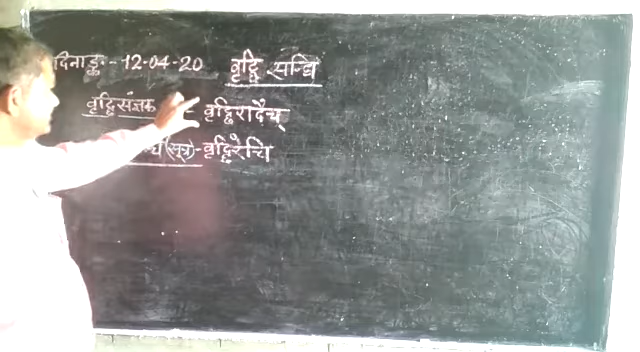 दिनाङ्क:- 12-04-20 वृद्धि सन्धि
वृद्धिसंज्ञक वृद्धिरादैच्
(सूत्र)- वृद्धिरेचि